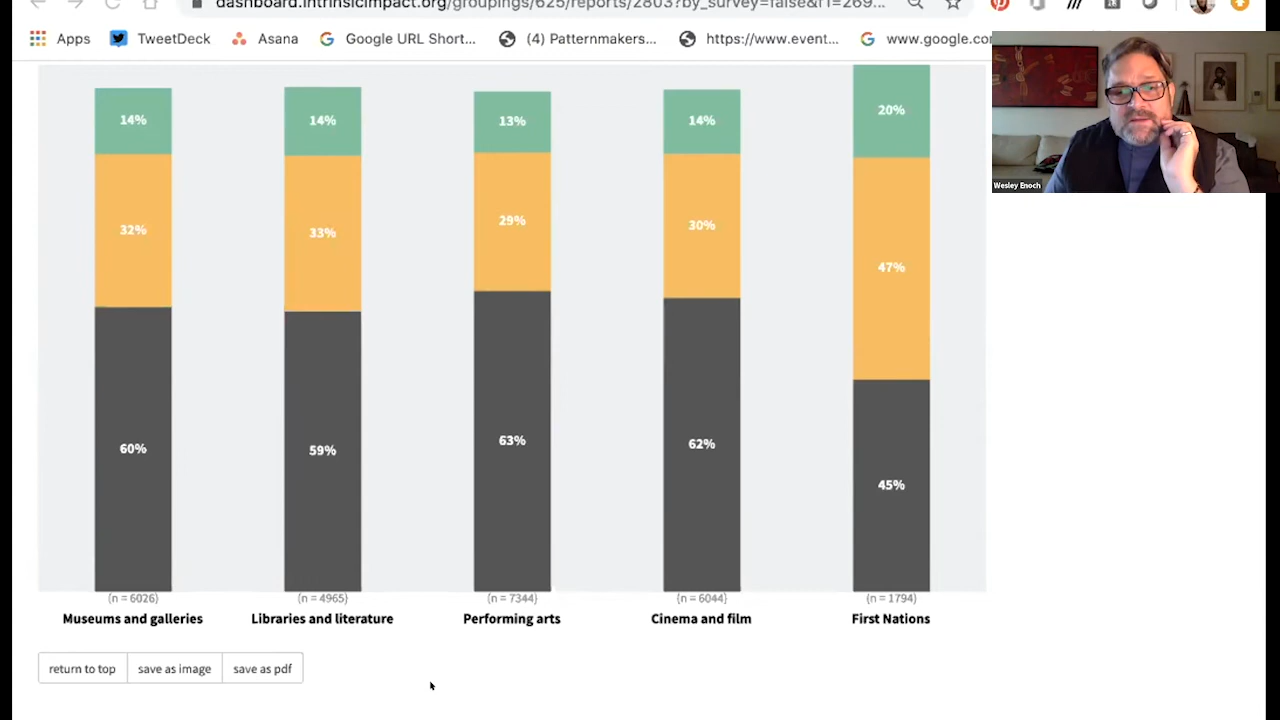 dashboard.intrinsicimpact.org/groupings/625/reports/2803?by_survey=false&r1=269...
Apps TweetDeck Asana Google URL Short... (4) Patternmakers... https://www.event... www.google.co
14% 14% 13% 14% 20%
32% 33% 29% 30% 47%
60% 59% 63% 62% 45%
(n = 6026) (n = 4965) (n = 7344) (n = 6044) (n = 1794)
Museums and galleries Libraries and literature Performing arts Cinema and film First Nations
return to top save as image save as pdf
Wesley Enoch